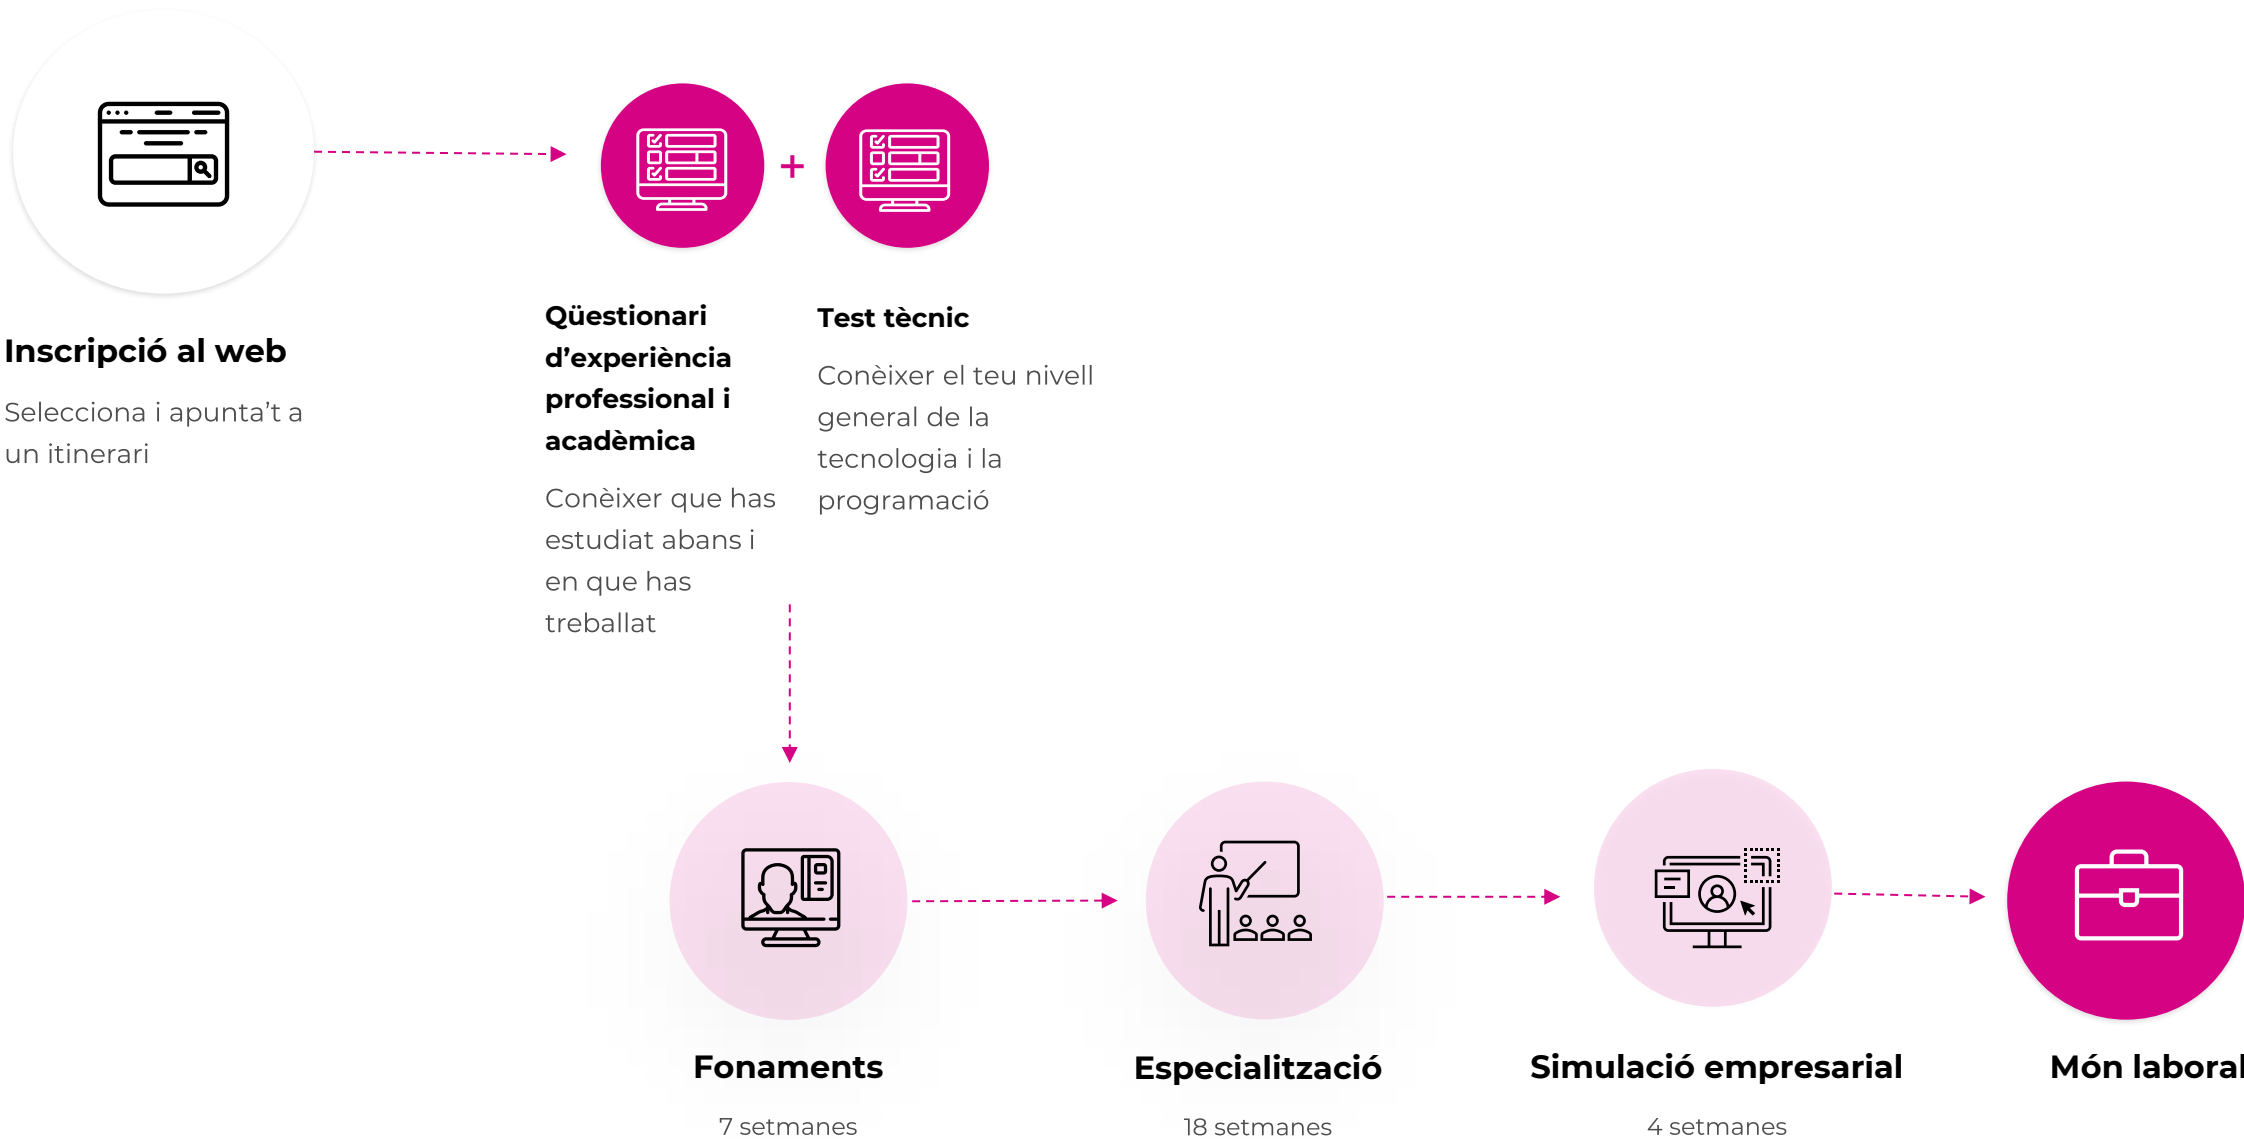 Inscripció al web
Selecciona i apunta’t a
un itinerari
+
Qüestionari
d’experiència
professional i
acadèmica
Conèixer que has
estudiat abans i
en que has
treballat
Test tècnic
Conèixer el teu nivell
general de la
tecnologia i la
programació
Fonaments
7 setmanes
Especialització
18 setmanes
Simulació empresarial
4 setmanes
Món laboral